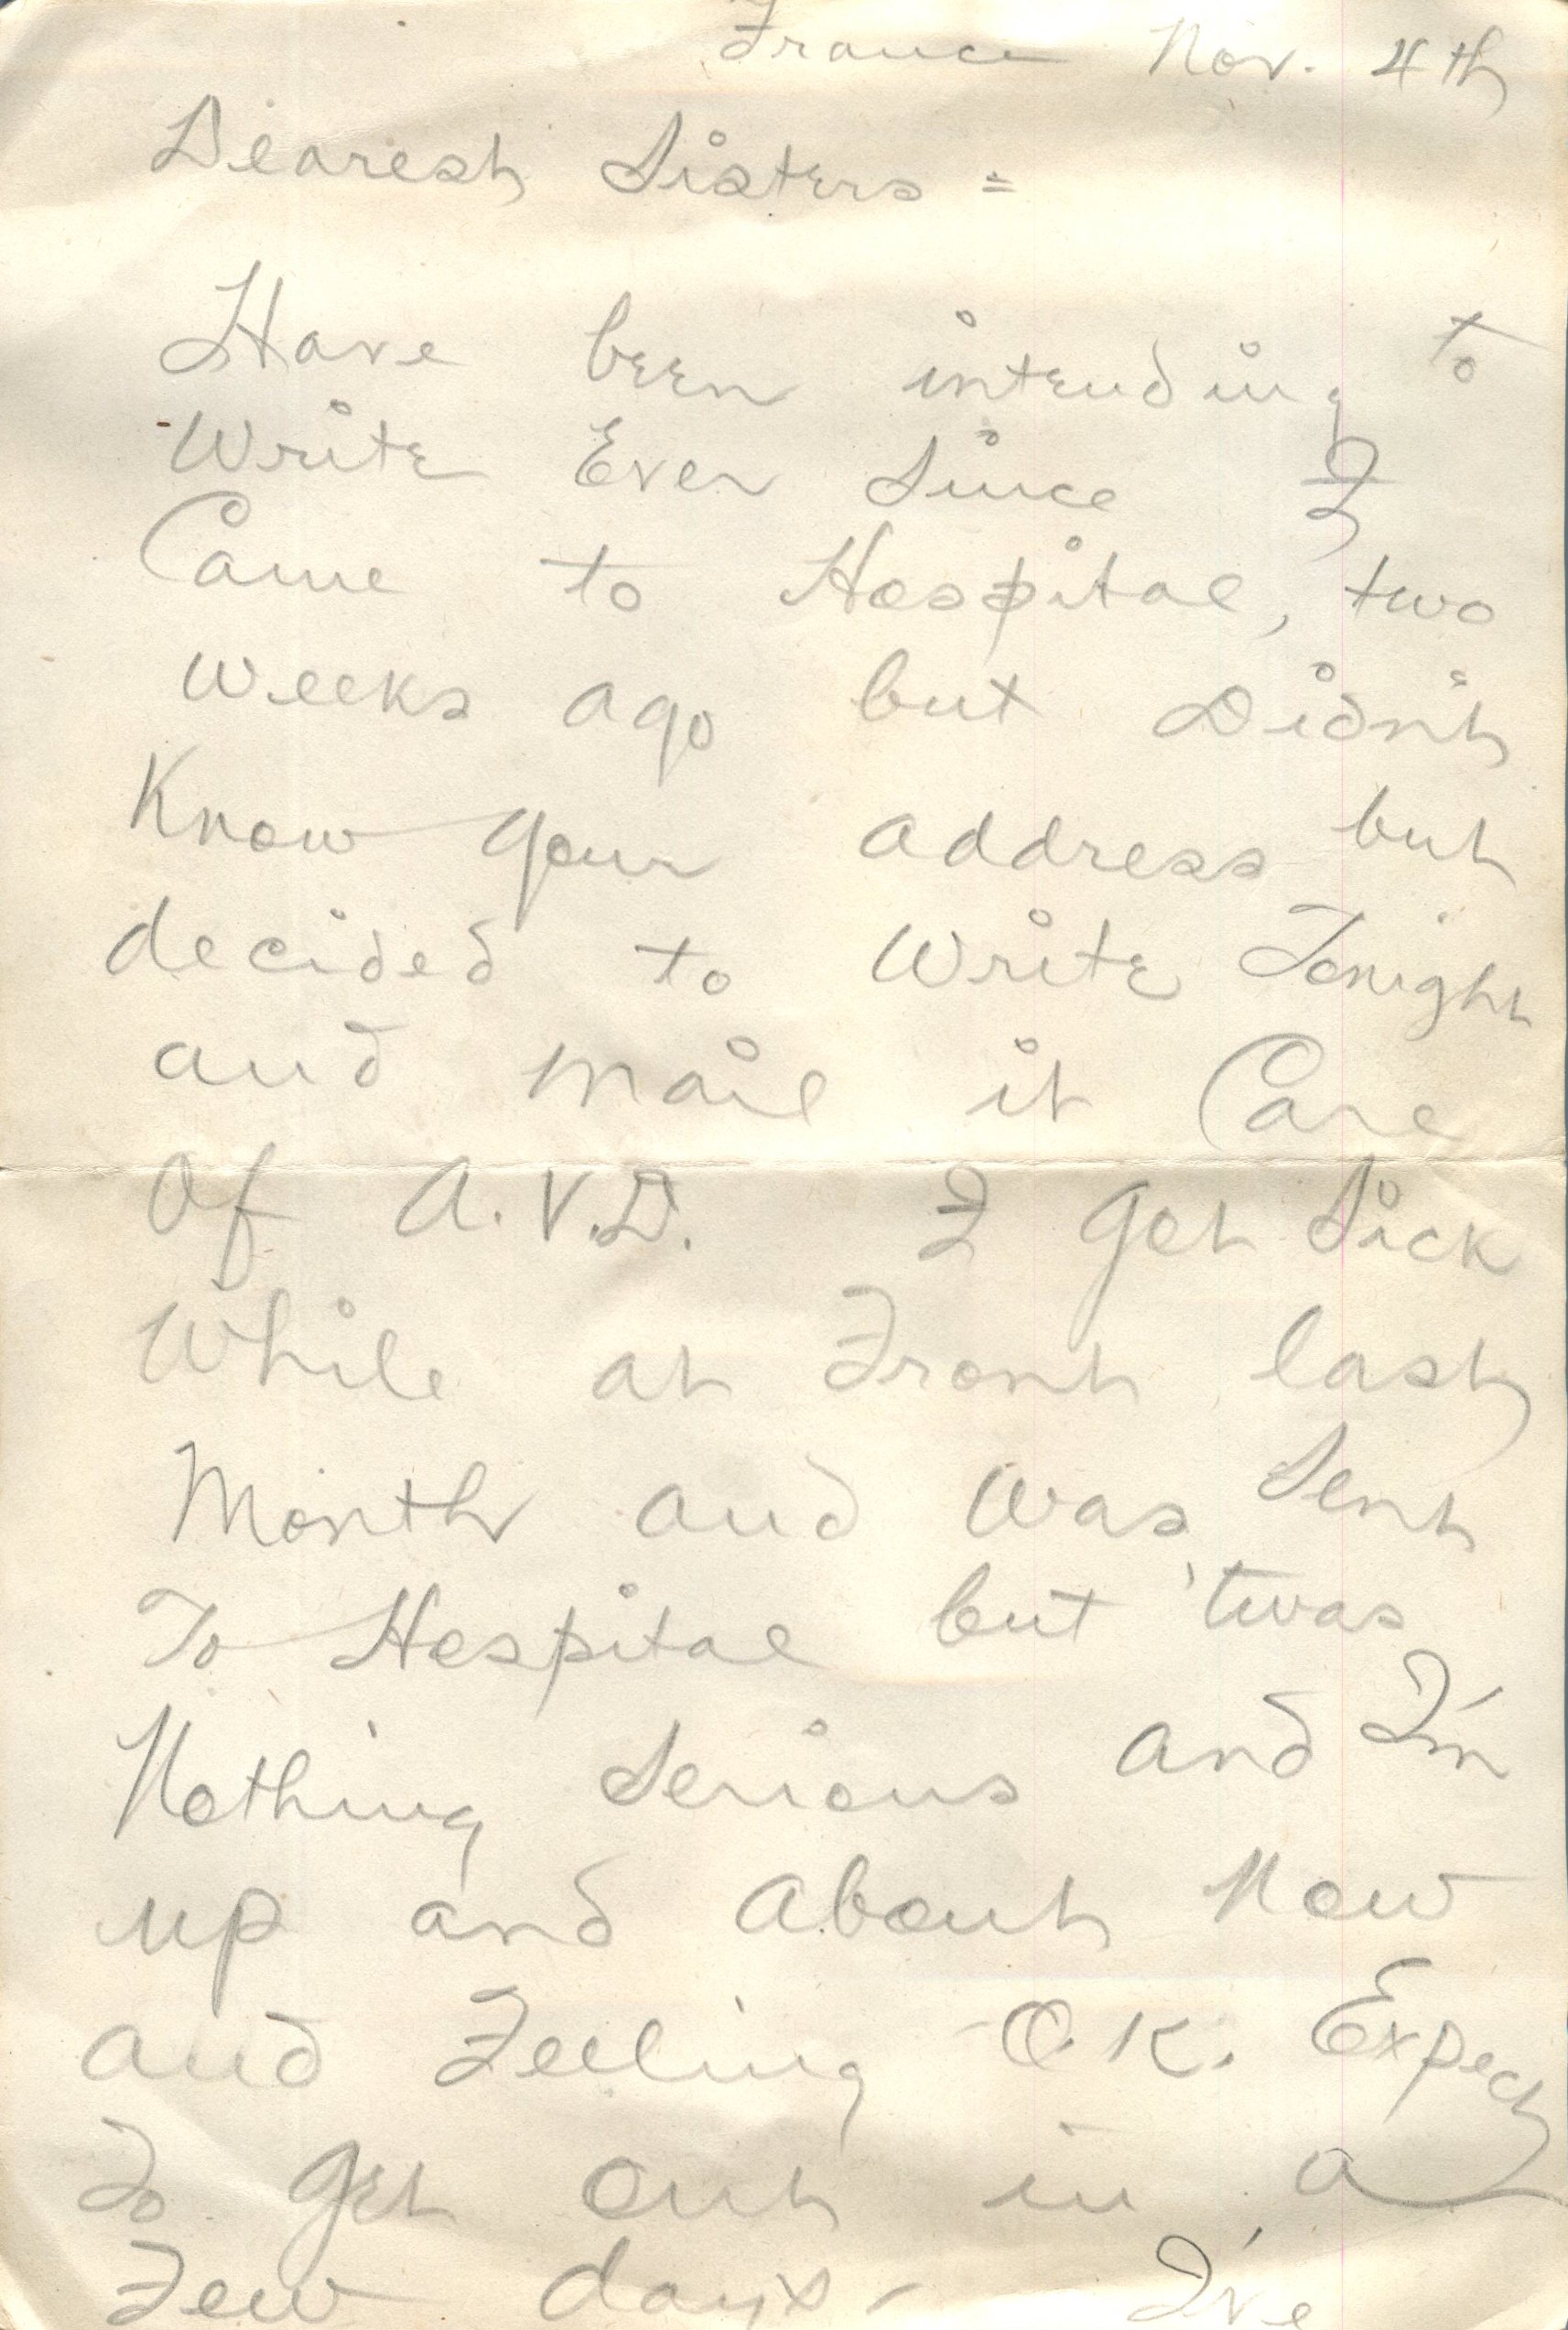 France Nov. 4th
Dearest Sisters =
Have been intending to
Write Ever Since I
Came to Hospital, two
Weeks ago but Didn't
Know your address but
decided to Write Tonight
and mail it Care
Of A.V.D. I got Sick
While at Front last
Month and Was Sent
To Hospital but 'twas
Nothing Serious and I'm
up and About Now
and Feeling O.K. Expect
To get out in a
Few days - I've